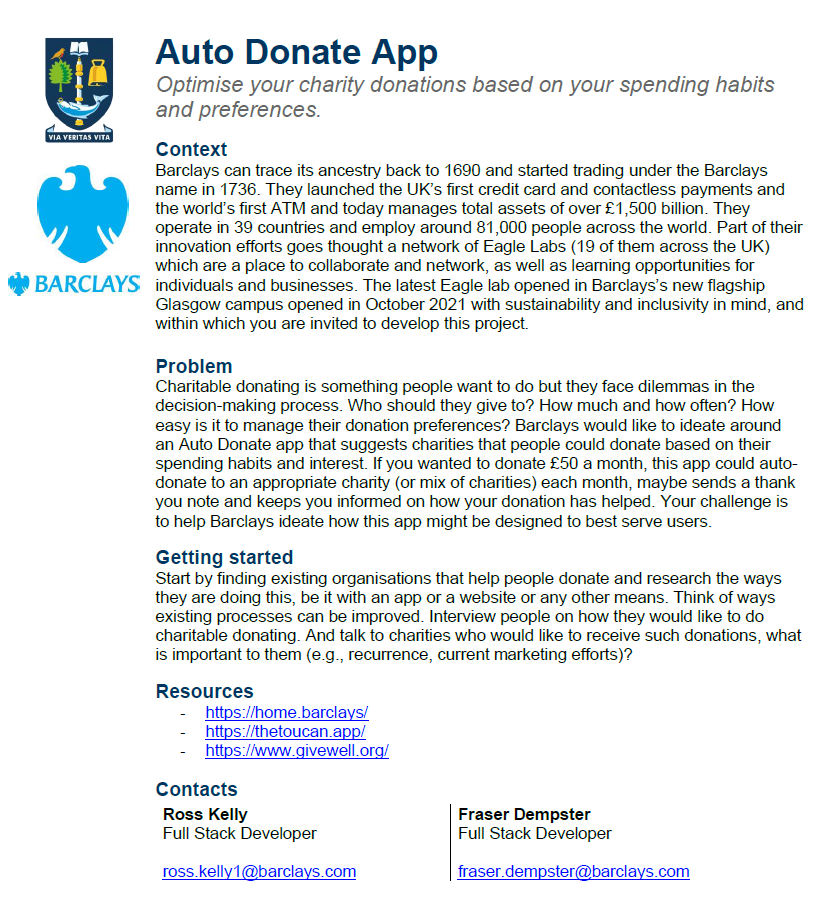 Auto Donate App
Optimise your charity donations based on your spending habits
and preferences.
VIA VERITAS VITA
BARCLAYS
Context
Barclays can trace its ancestry back to 1690 and started trading under the Barclays
name in 1736. They launched the UK's first credit card and contactless payments and
the world's first ATM and today manages total assets of over £1,500 billion. They
operate in 39 countries and employ around 81,000 people across the world. Part of their
innovation efforts goes thought a network of Eagle Labs (19 of them across the UK)
which are a place to collaborate and network, as well as learning opportunities for
individuals and businesses. The latest Eagle lab opened in Barclays's new flagship
Glasgow campus opened in October 2021 with sustainability and inclusivity in mind, and
within which you are invited to develop this project.
Problem
Charitable donating is something people want to do but they face dilemmas in the
decision-making process. Who should they give to? How much and how often? How
easy is it to manage their donation preferences? Barclays would like to ideate around
an Auto Donate app that suggests charities that people could donate based on their
spending habits and interest. If you wanted to donate £50 a month, this app could auto-
donate to an appropriate charity (or mix of charities) each month, maybe sends a thank
you note and keeps you informed on how your donation has helped. Your challenge is
to help Barclays ideate how this app might be designed to best serve users.
Getting started
Start by finding existing organisations that help people donate and research the ways
they are doing this, be it with an app or a website or any other means. Think of ways
existing processes can be improved. Interview people on how they would like to do
charitable donating. And talk to charities who would like to receive such donations, what
is important to them (e.g., recurrence, current marketing efforts)?
Resources
- https://home.barclays/
- https://thetoucan.app/
- https://www.givewell.org/
Contacts
Ross Kelly
Full Stack Developer
ross.kelly1@barclays.com
Fraser Dempster
Full Stack Developer
fraser.dempster@barclays.com